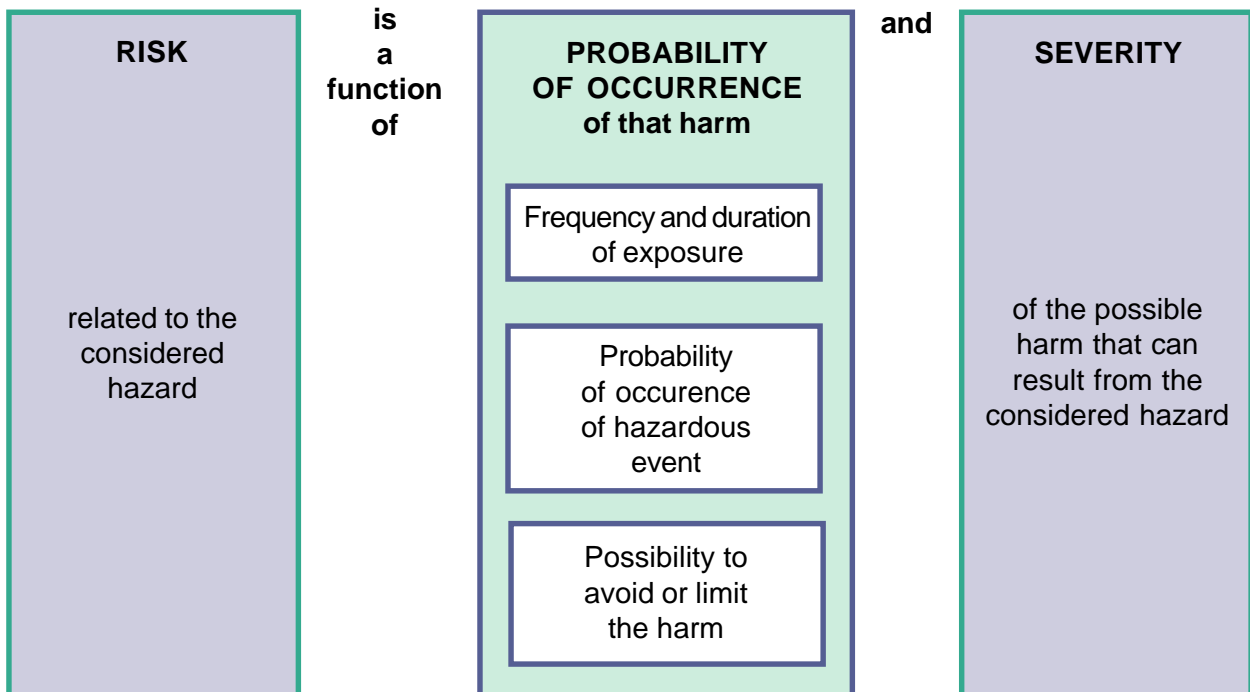 RISK
related to the
considered
hazard
is
a
function
of
PROBABILITY
OF OCCURRENCE
of that harm
Frequency and duration
of exposure
Probability
of occurence
of hazardous
event
Possibility to
avoid or limit
the harm
and
SEVERITY
of the possible
harm that can
result from the
considered hazard